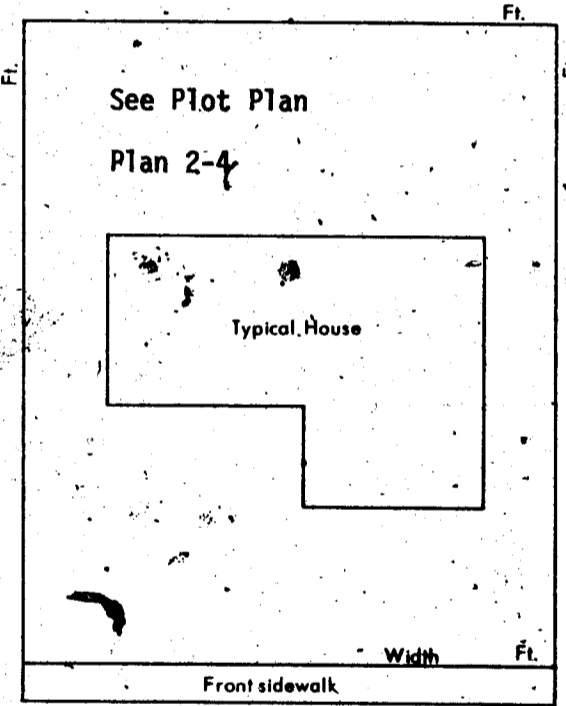 Ft.
Ft.
See Plot Plan
Plan 2-4
Typical House
Width Ft.
Front sidewalk